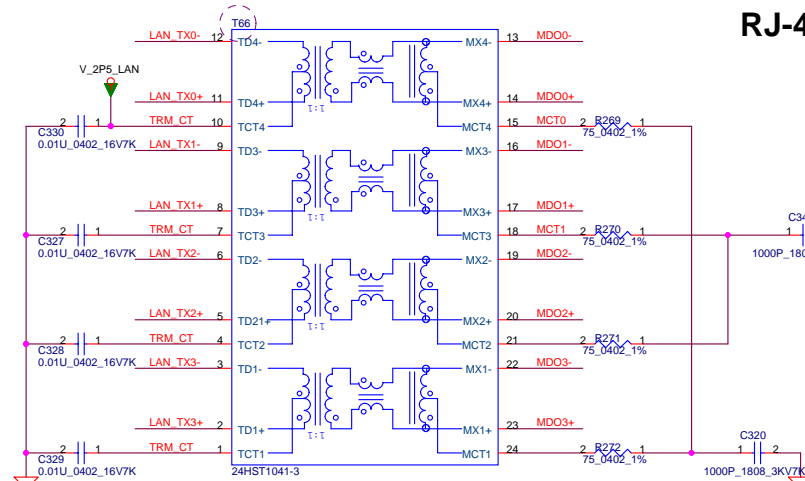 RJ-4
T66
LAN_TX0- 12 TD4- MX4- 13 MDO0-
V_2P5_LAN
LAN_TX0+ 11 TD4+ 1:1 MX4+ 14 MDO0+
2 1 TRM_CT 10 TCT4 MCT4 15 MCT0 2 R269 1
C330 75_0402_1%
0.01U_0402_16V7K
LAN_TX1- 9 TD3- MX3- 16 MDO1-
LAN_TX1+ 8 TD3+ 1:1 MX3+ 17 MDO1+
C34
2 1 TRM_CT 7 TCT3 MCT3 18 MCT1 2 R270 1 1
C327 75_0402_1% 1000P_180
0.01U_0402_16V7K
LAN_TX2- 6 TD2- MX2- 19 MDO2-
LAN_TX2+ 5 TD21+ 1:1 MX2+ 20 MDO2+
2 1 TRM_CT 4 TCT2 MCT2 21 2 R271 1
C328 75_0402_1%
0.01U_0402_16V7K
LAN_TX3- 3 TD1- MX1- 22 MDO3-
LAN_TX3+ 2 TD1+ 1:1 MX1+ 23 MDO3+
C320
2 1 TRM_CT 1 TCT1 MCT1 24 2 R272 1 1 2
C329 75_0402_1%
0.01U_0402_16V7K 24HST1041-3 1000P_1808_3KV7K